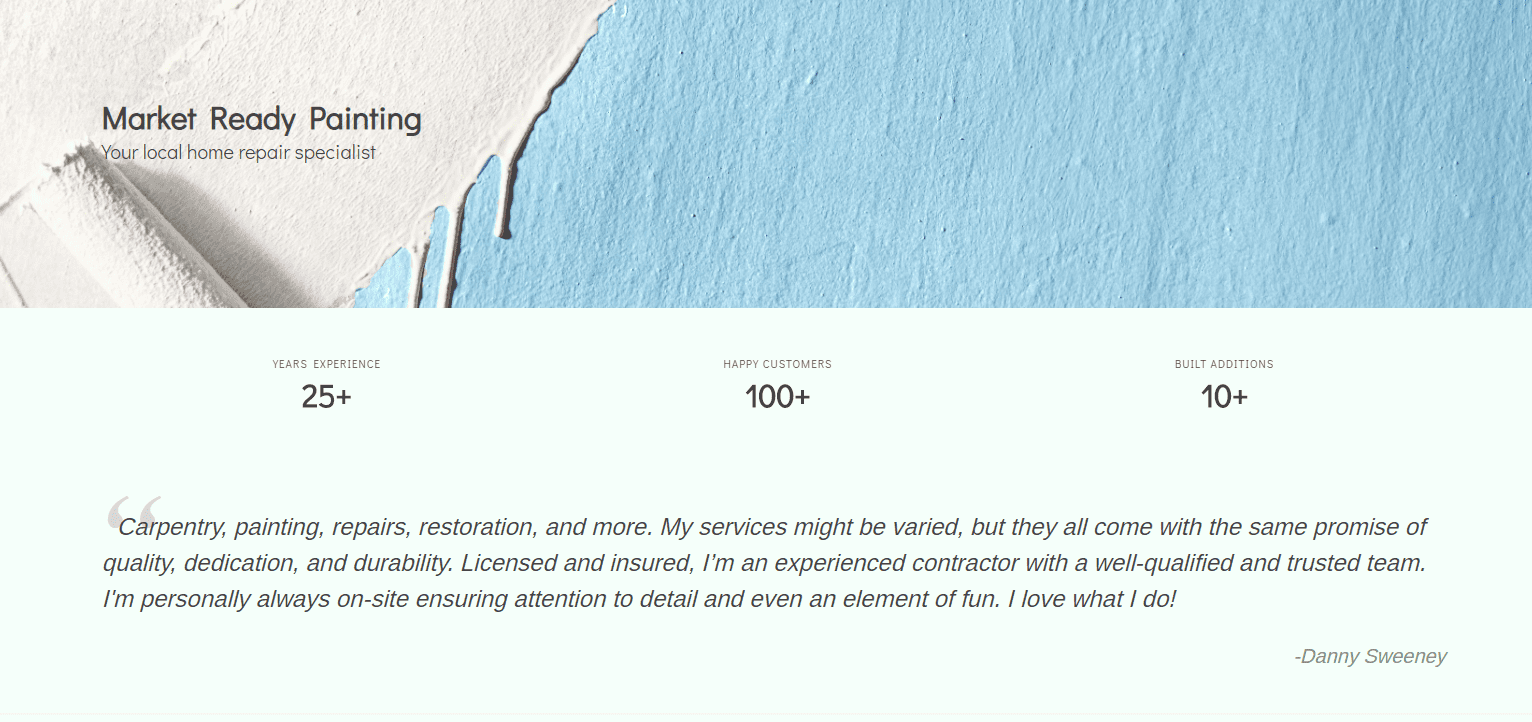 Market Ready Painting
Your local home repair specialist
YEARS EXPERIENCE
25+
HAPPY CUSTOMERS
100+
BUILT ADDITIONS
10+
“Carpentry, painting, repairs, restoration, and more. My services might be varied, but they all come with the same promise of
quality, dedication, and durability. Licensed and insured, I’m an experienced contractor with a well-qualified and trusted team.
I'm personally always on-site ensuring attention to detail and even an element of fun. I love what I do!
-Danny Sweeney